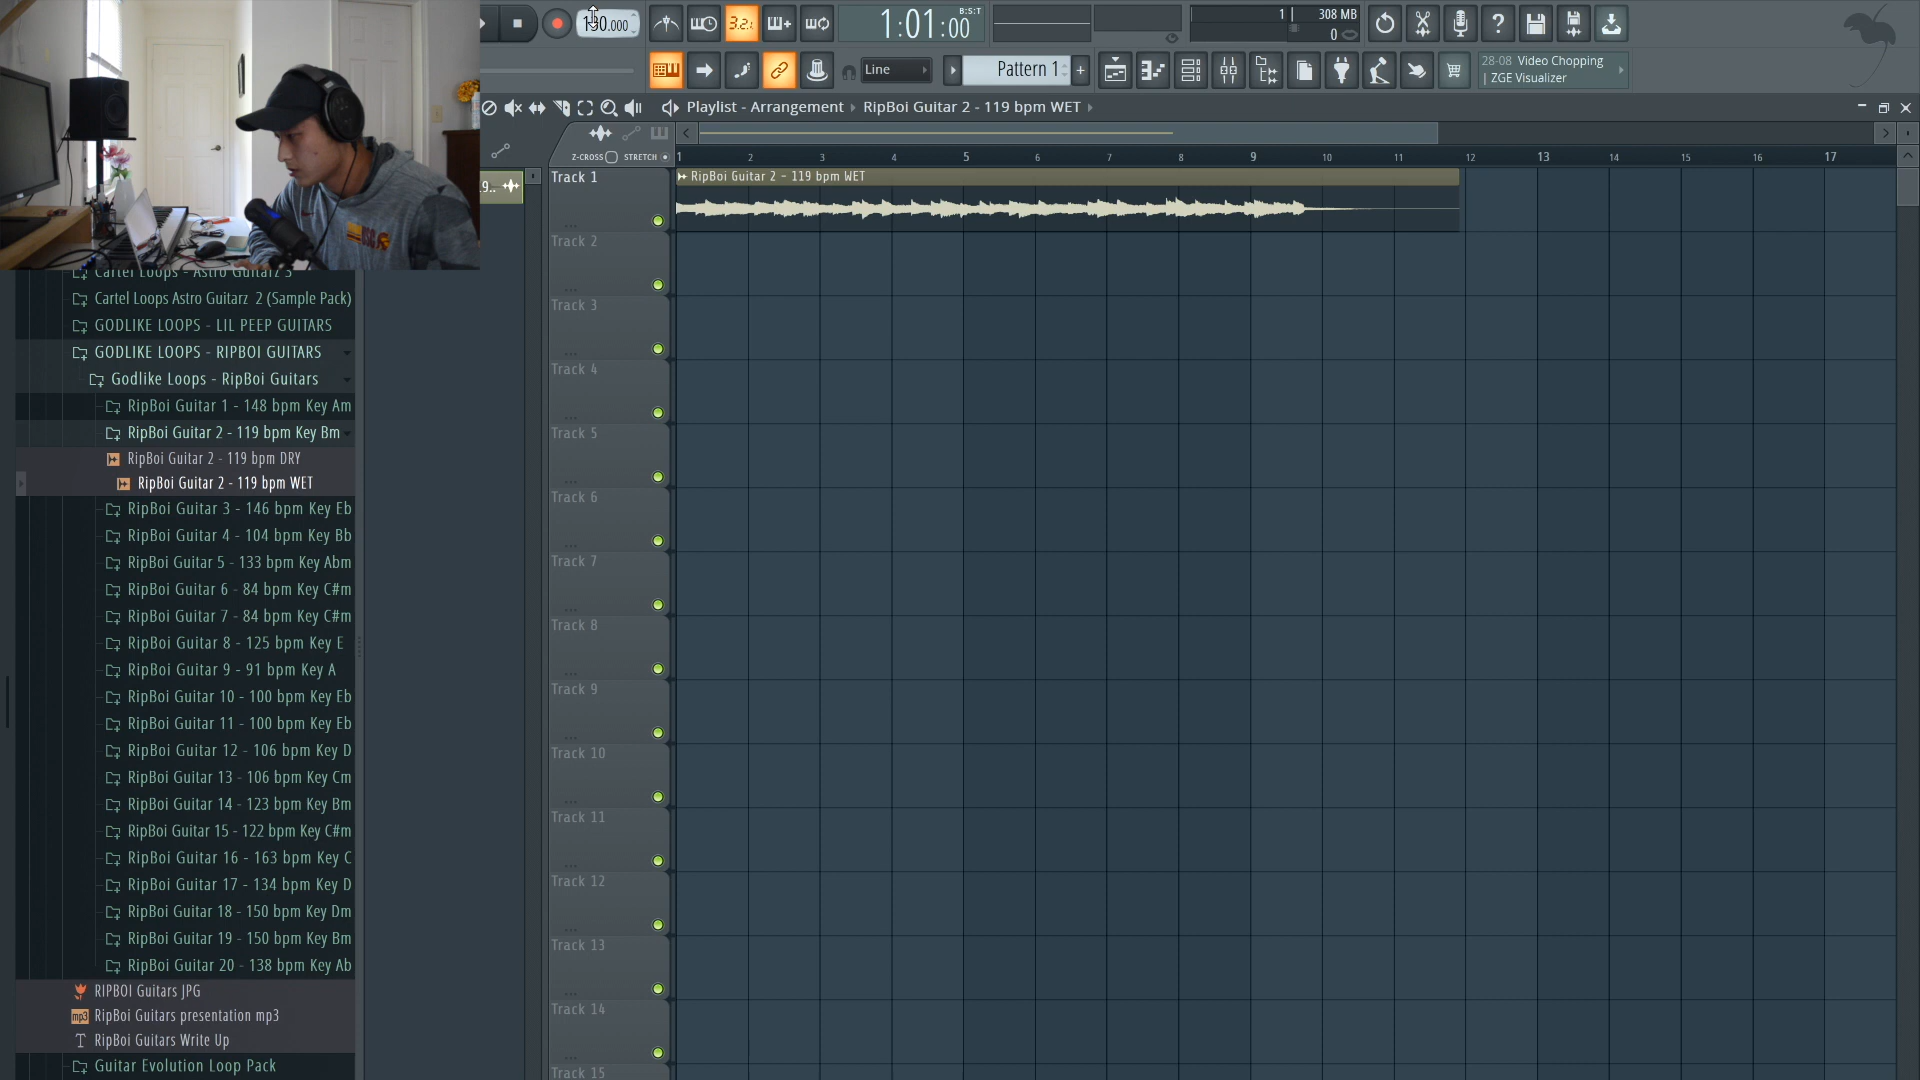 130.000
3.2.
1:01:00
B:S:T
1
308 MB
0
Line
Pattern 1
+
28-08 Video Chopping
| ZGE Visualizer
Playlist - Arrangement
RipBoi Guitar 2 - 119 bpm WET
Z-CROSS
STRETCH
1 2 3 4 5 6 7 8 9 10 11 12 13 14 15 16 17
9..
Track 1
RipBoi Guitar 2 - 119 bpm WET
Track 2
Track 3
Track 4
Track 5
Track 6
Track 7
Track 8
Track 9
Track 10
Track 11
Track 12
Track 13
Track 14
Track 15
Cartel Loops - Astro Guitarz 3
Cartel Loops Astro Guitarz 2 (Sample Pack)
GODLIKE LOOPS - LIL PEEP GUITARS
GODLIKE LOOPS - RIPBOI GUITARS
Godlike Loops - RipBoi Guitars
RipBoi Guitar 1 - 148 bpm Key Am
RipBoi Guitar 2 - 119 bpm Key Bm
RipBoi Guitar 2 - 119 bpm DRY
RipBoi Guitar 2 - 119 bpm WET
RipBoi Guitar 3 - 146 bpm Key Eb
RipBoi Guitar 4 - 104 bpm Key Bb
RipBoi Guitar 5 - 133 bpm Key Abm
RipBoi Guitar 6 - 84 bpm Key C#m
RipBoi Guitar 7 - 84 bpm Key C#m
RipBoi Guitar 8 - 125 bpm Key E
RipBoi Guitar 9 - 91 bpm Key A
RipBoi Guitar 10 - 100 bpm Key Eb
RipBoi Guitar 11 - 100 bpm Key Eb
RipBoi Guitar 12 - 106 bpm Key D
RipBoi Guitar 13 - 106 bpm Key Cm
RipBoi Guitar 14 - 123 bpm Key Bm
RipBoi Guitar 15 - 122 bpm Key C#m
RipBoi Guitar 16 - 163 bpm Key C
RipBoi Guitar 17 - 134 bpm Key D
RipBoi Guitar 18 - 150 bpm Key Dm
RipBoi Guitar 19 - 150 bpm Key Bm
RipBoi Guitar 20 - 138 bpm Key Ab
RIPBOI Guitars JPG
mp3
RipBoi Guitars presentation mp3
RipBoi Guitars Write Up
Guitar Evolution Loop Pack